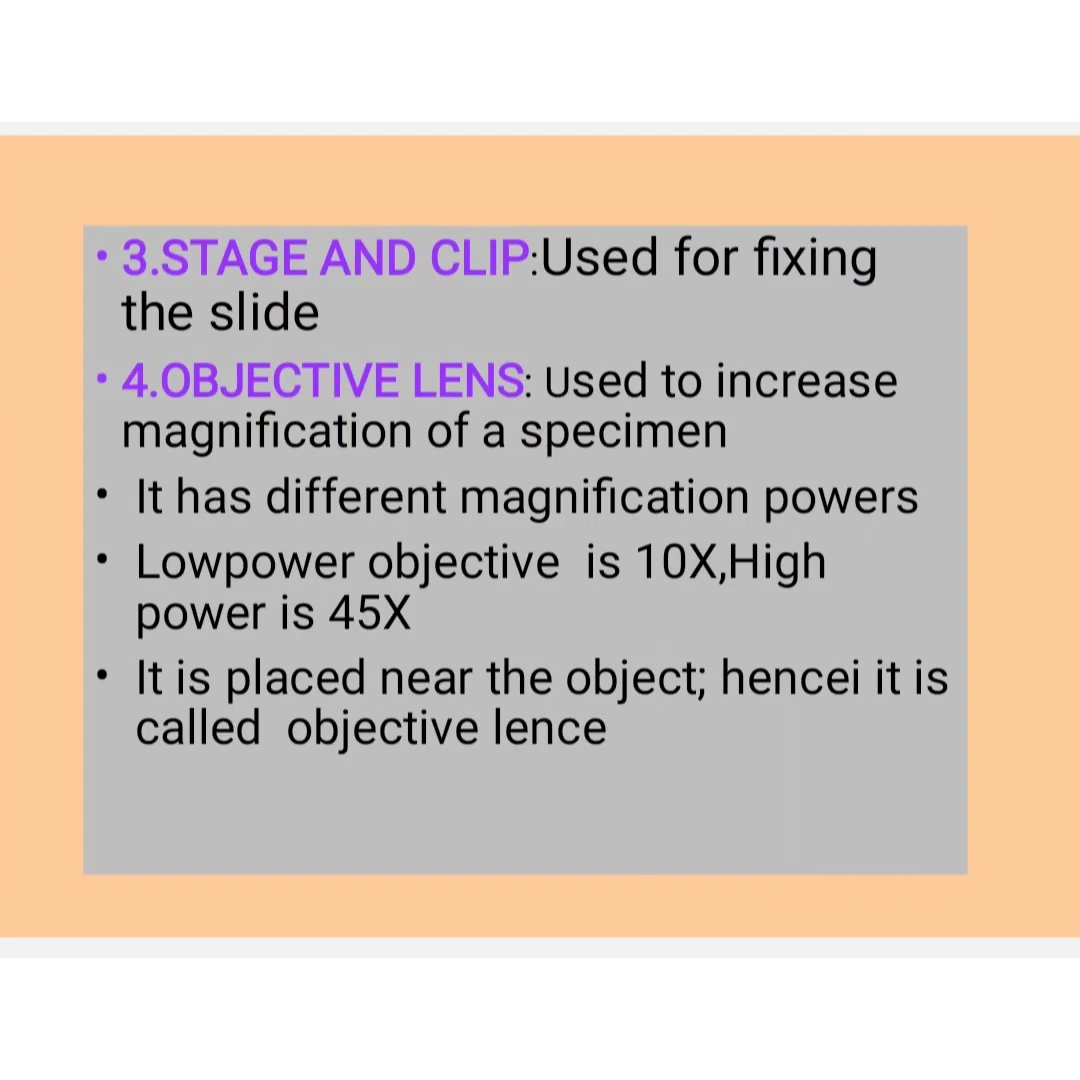 • 3.STAGE AND CLIP:Used for fixing
the slide
• 4.OBJECTIVE LENS: Used to increase
magnification of a specimen
• It has different magnification powers
• Lowpower objective  is 10X,High
power is 45X
• It is placed near the object; hencei it is
called  objective lence